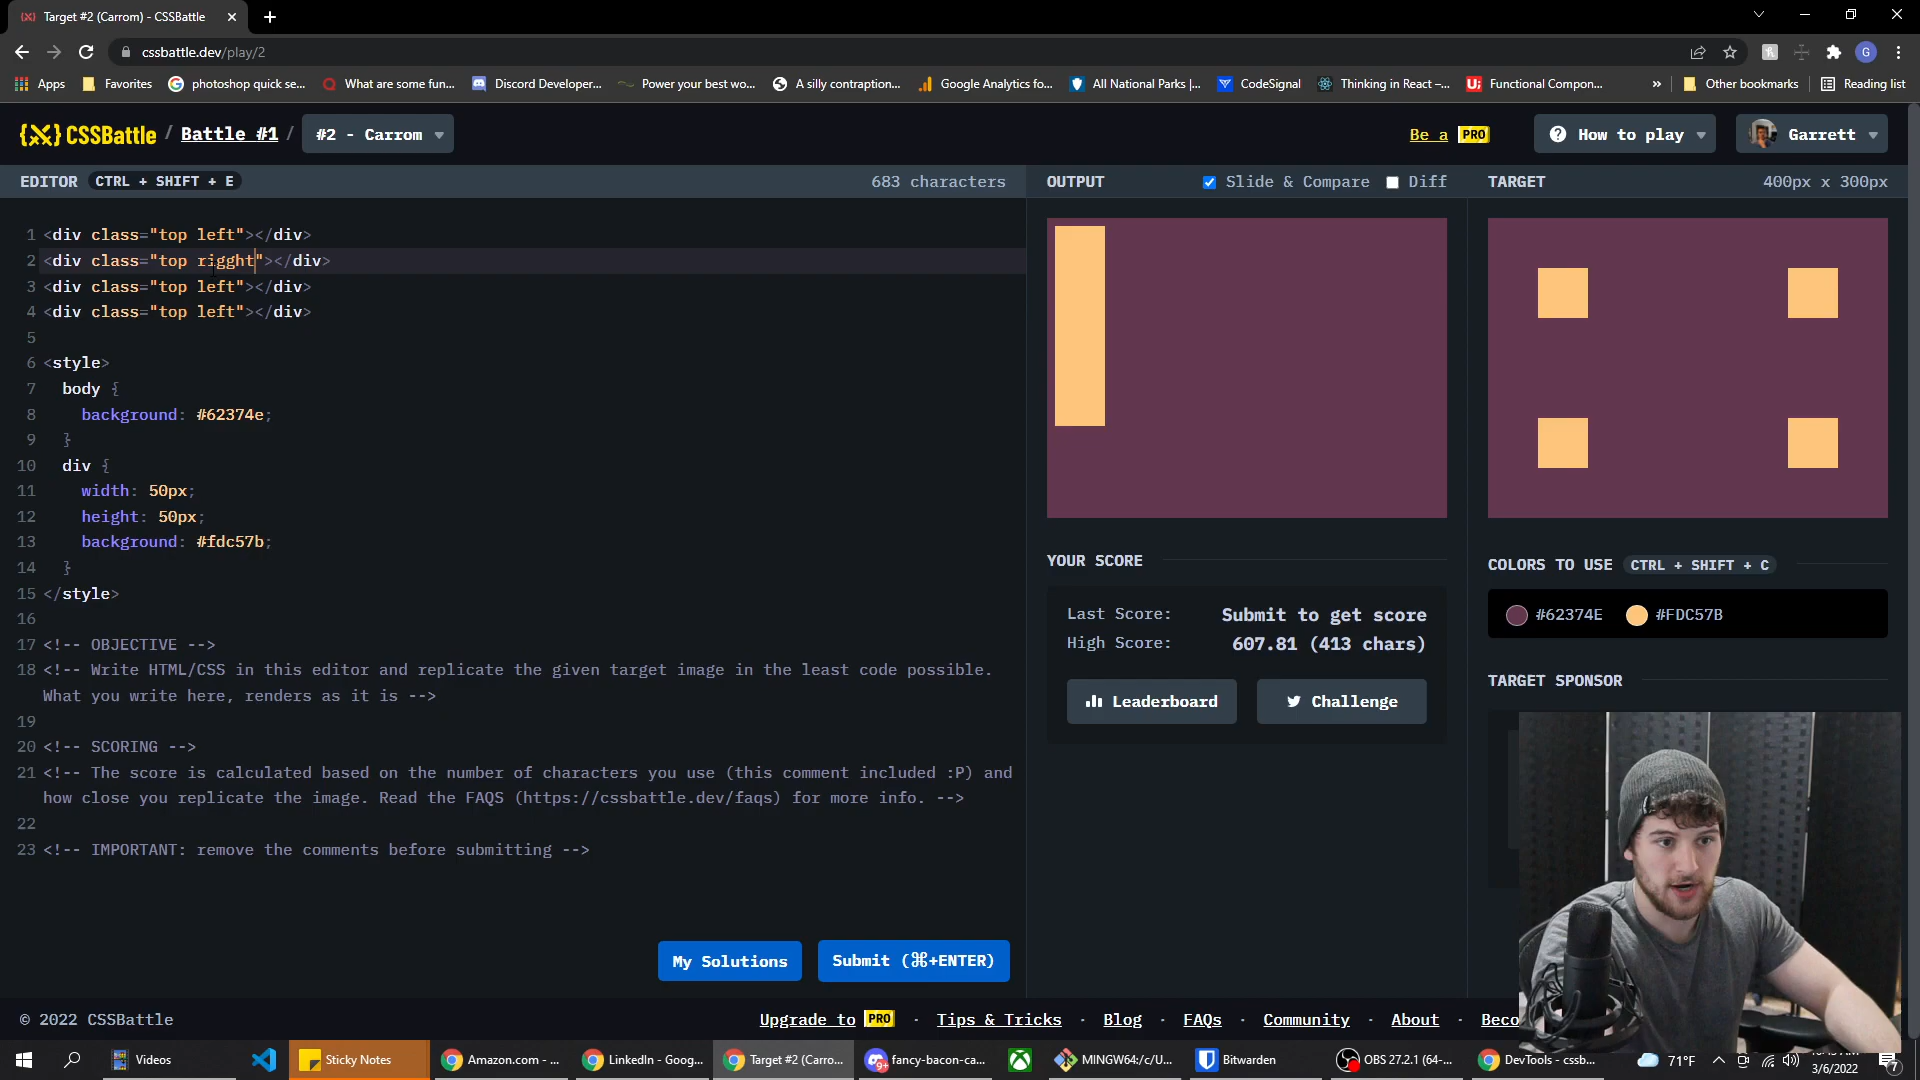 Target #2 (Carrom) - CSSBattle
cssbattle.dev/play/2
G
Apps Favorites photoshop quick se... What are some fun... Discord Developer... Power your best wo... A silly contraption... Google Analytics fo... All National Parks |... CodeSignal Thinking in React –... Functional Compon... » Other bookmarks Reading list
CSSBattle / Battle #1 / #2 - Carrom
Be a PRO How to play Garrett
EDITOR CTRL + SHIFT + E 683 characters
OUTPUT Slide & Compare Diff
TARGET 400px x 300px
1 <div class="top left"></div>
2 <div class="top rigght"></div>
3 <div class="top left"></div>
4 <div class="top left"></div>
5
6 <style>
7 body {
8 background: #62374e;
9 }
10 div {
11 width: 50px;
12 height: 50px;
13 background: #fdc57b;
14 }
15 </style>
16
17 <!-- OBJECTIVE -->
18 <!-- Write HTML/CSS in this editor and replicate the given target image in the least code possible.
What you write here, renders as it is -->
19
20 <!-- SCORING -->
21 <!-- The score is calculated based on the number of characters you use (this comment included :P) and
how close you replicate the image. Read the FAQS (https://cssbattle.dev/faqs) for more info. -->
22
23 <!-- IMPORTANT: remove the comments before submitting -->
My Solutions
Submit (⌘+ENTER)
YOUR SCORE
Last Score: Submit to get score
High Score: 607.81 (413 chars)
Leaderboard
Challenge
COLORS TO USE CTRL + SHIFT + C
#62374E #FDC57B
TARGET SPONSOR
© 2022 CSSBattle
Upgrade to PRO · Tips & Tricks · Blog · FAQs · Community · About · Beco
Videos Sticky Notes Amazon.com - ... LinkedIn - Goog... Target #2 (Carro... fancy-bacon-ca... MINGW64:/c/U... Bitwarden OBS 27.2.1 (64-... DevTools - cssb... 71°F
3/6/2022
7